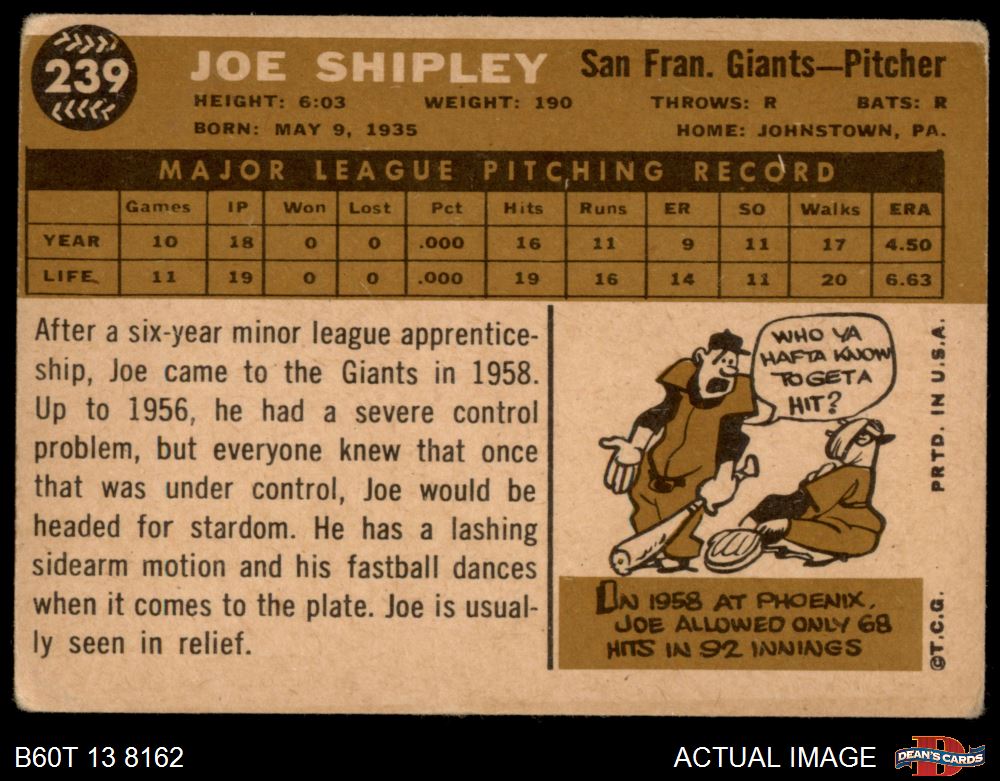 239
JOE SHIPLEY San Fran. Giants—Pitcher
HEIGHT: 6:03 WEIGHT: 190 THROWS: R BATS: R
BORN: MAY 9, 1935 HOME: JOHNSTOWN, PA.
MAJOR LEAGUE PITCHING RECORD
Games IP Won Lost Pct Hits Runs ER SO Walks ERA
YEAR 10 18 0 0 .000 16 11 9 11 17 4.50
LIFE 11 19 0 0 .000 19 16 14 11 20 6.63
After a six-year minor league apprentice-
ship, Joe came to the Giants in 1958.
Up to 1956, he had a severe control
problem, but everyone knew that once
that was under control, Joe would be
headed for stardom. He has a lashing
sidearm motion and his fastball dances
when it comes to the plate. Joe is usual-
ly seen in relief.
WHO YA
HAFTA KNOW
TO GET A
HIT?
IN 1958 AT PHOENIX,
JOE ALLOWED ONLY 68
HITS IN 92 INNINGS
PRTD. IN U.S.A.
©T.C.G.
B60T 13 8162 ACTUAL IMAGE
D
DEAN'S CARDS